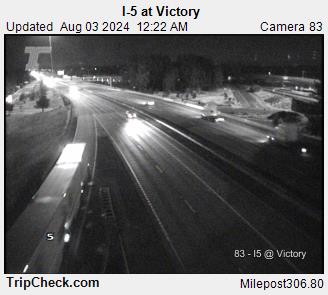 I-5 at Victory
Updated Aug 03 2024 12:22 AM Camera 83
S
83 - I5 @ Victory
TripCheck.com Milepost306.80